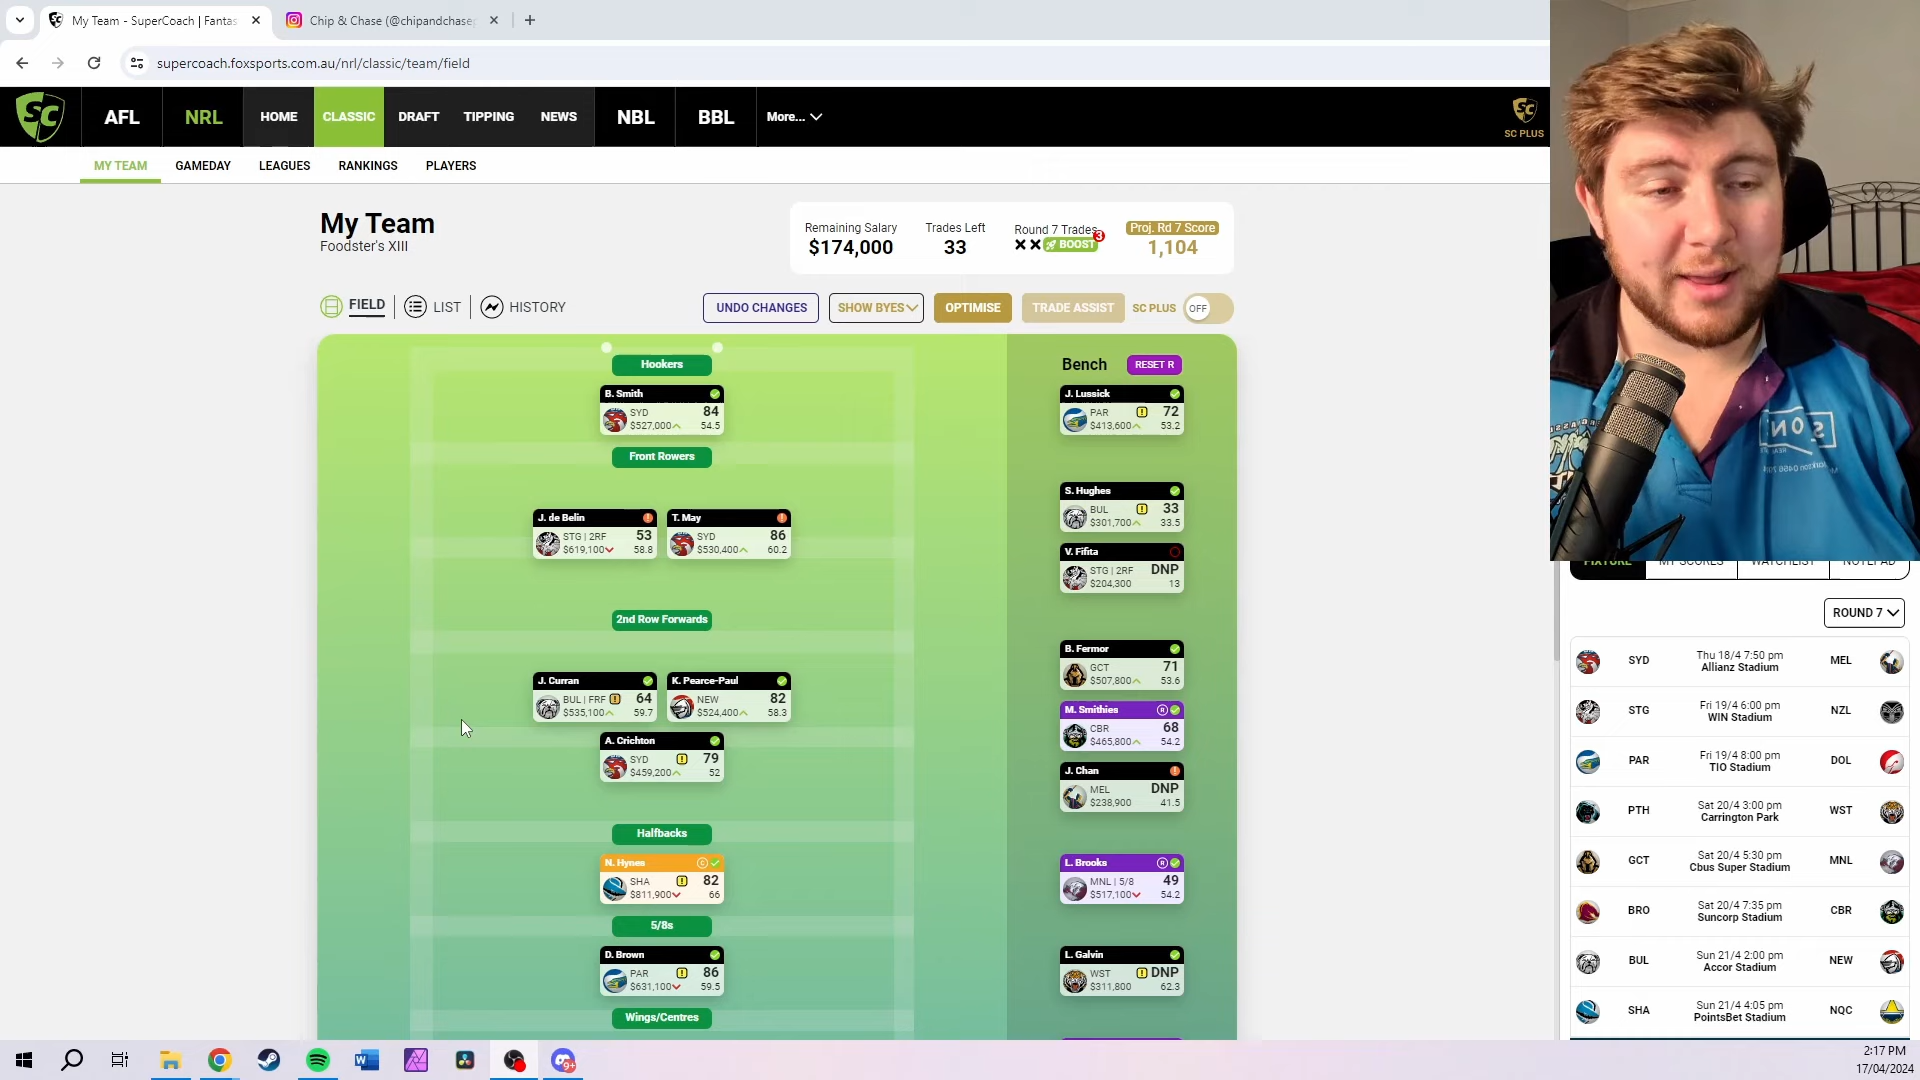 My Team - SuperCoach | Fantas
Chip & Chase (@chipandchase
supercoach.foxsports.com.au/nrl/classic/team/field
SC
AFL
NRL
HOME
CLASSIC
DRAFT
TIPPING
NEWS
NBL
BBL
More...
SC PLUS
MY TEAM
GAMEDAY
LEAGUES
RANKINGS
PLAYERS
My Team
Foodster's XIII
Remaining Salary
$174,000
Trades Left
33
Round 7 Trades
BOOST
3
Proj. Rd 7 Score
1,104
FIELD
LIST
HISTORY
UNDO CHANGES
SHOW BYES
OPTIMISE
TRADE ASSIST
SC PLUS
OFF
Hookers
B. Smith
SYD 84
$527,000 54.5
Front Rowers
J. de Belin
STG | 2RF 53
$619,100 58.8
T. May
SYD 86
$530,400 60.2
2nd Row Forwards
J. Curran
BUL | FRF 64
$535,100 59.7
K. Pearce-Paul
NEW 82
$524,400 58.3
A. Crichton
SYD 79
$459,200 52
Halfbacks
N. Hynes C
SHA 82
$811,900 66
5/8s
D. Brown
PAR 86
$631,100 59.5
Wings/Centres
Bench
RESET R
J. Lussick
PAR 72
$413,600 53.2
S. Hughes
BUL 33
$301,700 33.5
V. Fifita
STG | 2RF DNP
$204,300 13
B. Fermor
GCT 71
$507,800 53.6
M. Smithies R
CBR 68
$465,800 54.2
J. Chan
MEL DNP
$238,900 41.5
L. Brooks R
MNL | 5/8 49
$517,100 54.2
L. Galvin
WST DNP
$311,800 62.3
FIXTURE
MY SCORES
WATCHLIST
NOTEPAD
ROUND 7
SYD Thu 18/4 7:50 pm MEL
Allianz Stadium
STG Fri 19/4 6:00 pm NZL
WIN Stadium
PAR Fri 19/4 8:00 pm DOL
TIO Stadium
PTH Sat 20/4 3:00 pm WST
Carrington Park
GCT Sat 20/4 5:30 pm MNL
Cbus Super Stadium
BRO Sat 20/4 7:35 pm CBR
Suncorp Stadium
BUL Sun 21/4 2:00 pm NEW
Accor Stadium
SHA Sun 21/4 4:05 pm NQC
PointsBet Stadium
9+
2:17 PM
17/04/2024